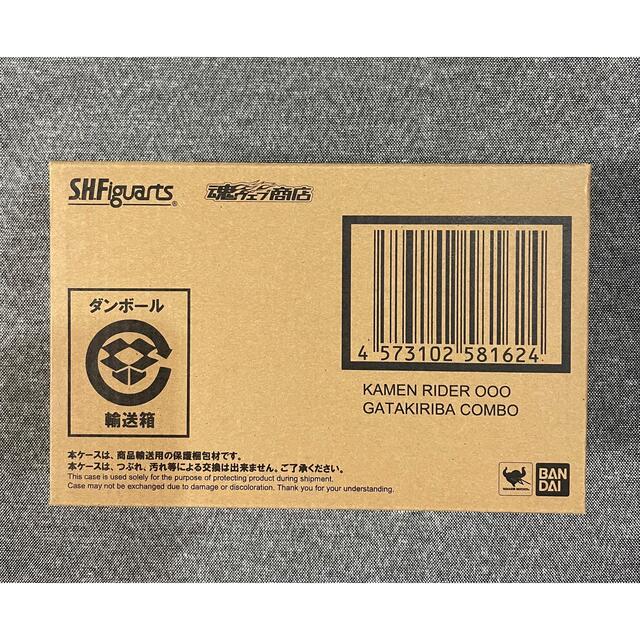 S.H.Figuarts®
魂ウェブ商店
4 573102 581624
KAMEN RIDER OOO
GATAKIRIBA COMBO
ダンボール
輸送箱
本ケースは、商品輸送用の保護梱包材です。
本ケースは、つぶれ、汚れ等による交換は出来ません。ご了承ください。
This case is used solely for the purpose of protecting product during shipment.
Case may not be exchanged due to damage or discoloration. Thank you for your understanding.
BAN
DAI